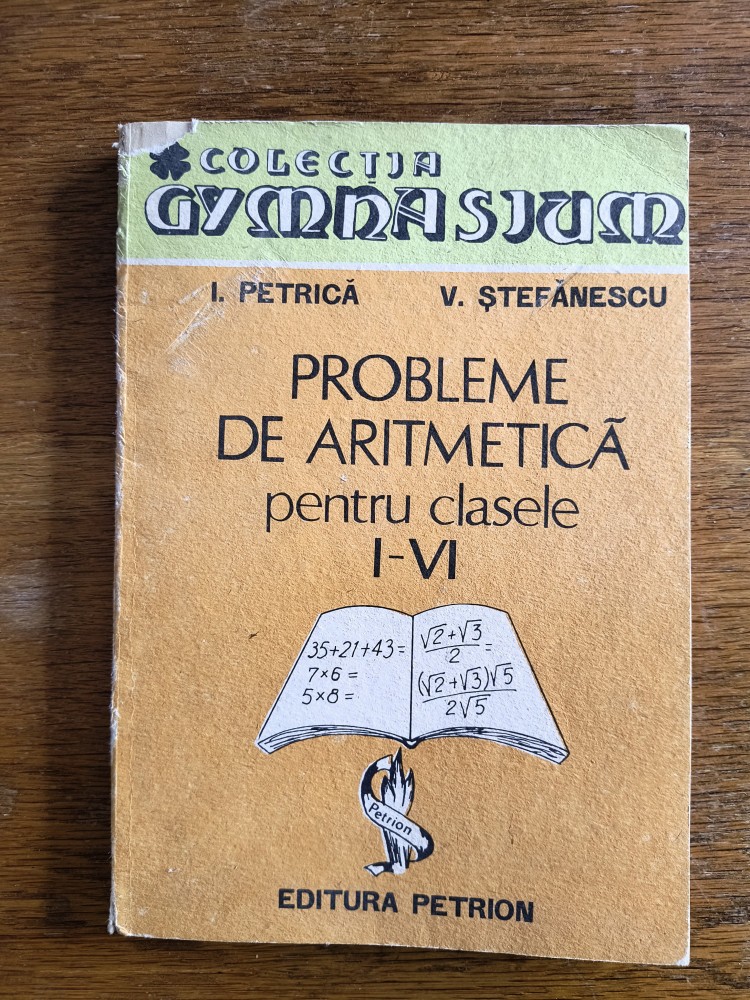 COLECȚIA
GYMNASIUM
I. PETRICĂ V. ȘTEFĂNESCU
PROBLEME
DE ARITMETICĂ
pentru clasele
I-VI
35+21+43=
7×6=
5×8=
(√2+√3)/2=
((√2+√3)√5)/(2√5)
Petrion
EDITURA PETRION